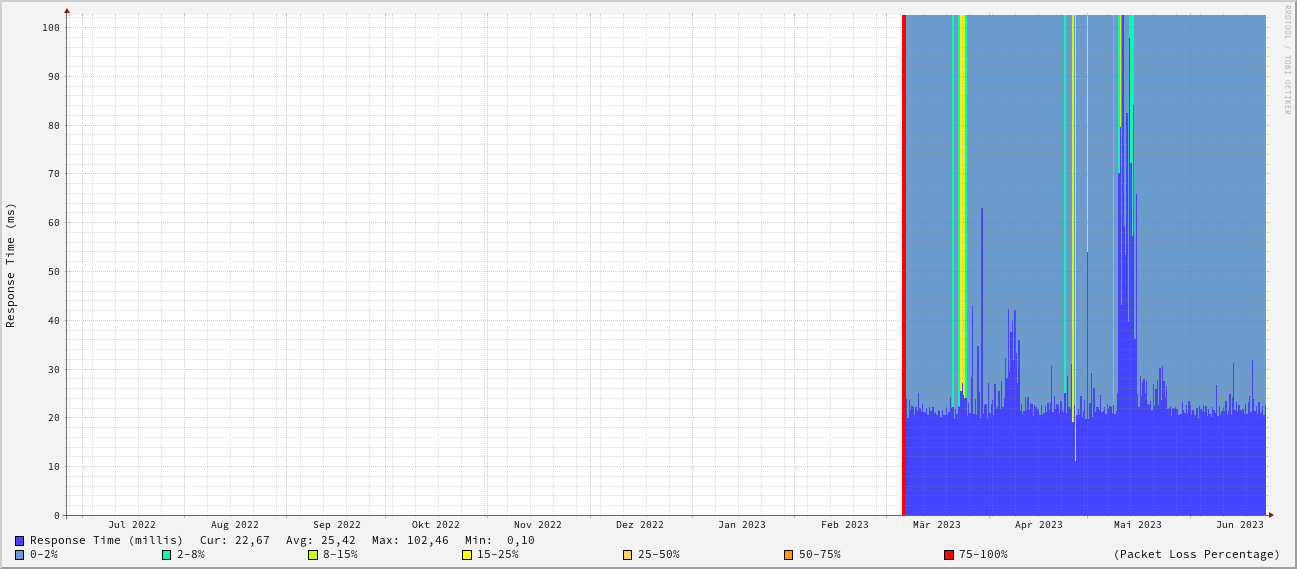 RRDTOOL / TOBI OETIKER
Response Time (ms)
100
90
80
70
60
50
40
30
20
10
0
Jul 2022 Aug 2022 Sep 2022 Okt 2022 Nov 2022 Dez 2022 Jan 2023 Feb 2023 Mär 2023 Apr 2023 Mai 2023 Jun 2023
Response Time (millis) Cur: 22,67 Avg: 25,42 Max: 102,46 Min: 0,10
0-2% 2-8% 8-15% 15-25% 25-50% 50-75% 75-100% (Packet Loss Percentage)